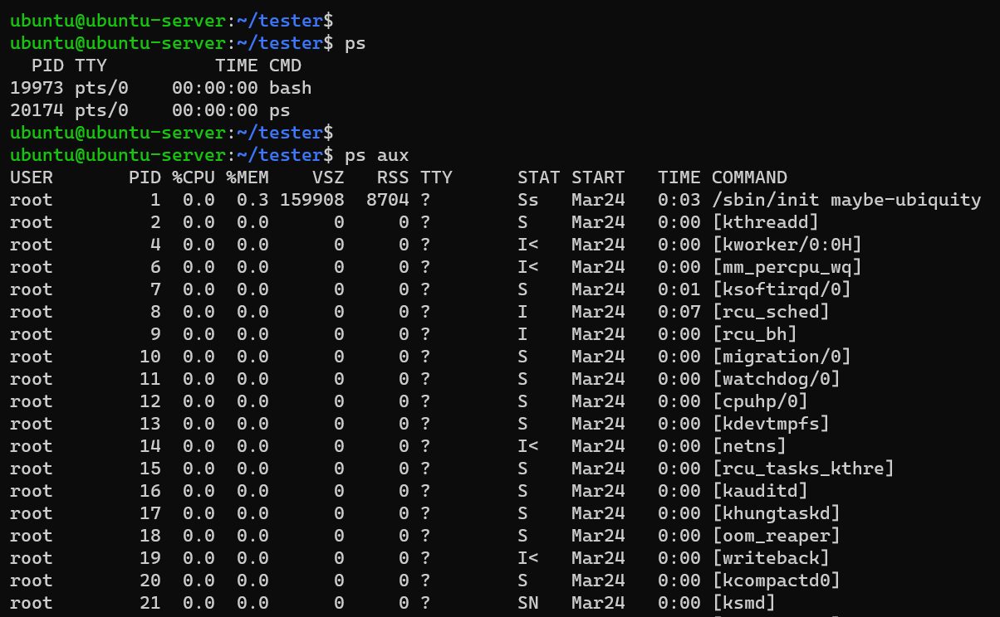 ubuntu@ubuntu-server:~/tester$
ubuntu@ubuntu-server:~/tester$ ps
  PID TTY          TIME CMD
19973 pts/0    00:00:00 bash
20174 pts/0    00:00:00 ps
ubuntu@ubuntu-server:~/tester$
ubuntu@ubuntu-server:~/tester$ ps aux
USER       PID %CPU %MEM    VSZ   RSS TTY      STAT START   TIME COMMAND
root         1  0.0  0.3 159908  8704 ?        Ss   Mar24   0:03 /sbin/init maybe-ubiquity
root         2  0.0  0.0      0     0 ?        S    Mar24   0:00 [kthreadd]
root         4  0.0  0.0      0     0 ?        I<   Mar24   0:00 [kworker/0:0H]
root         6  0.0  0.0      0     0 ?        I<   Mar24   0:00 [mm_percpu_wq]
root         7  0.0  0.0      0     0 ?        S    Mar24   0:01 [ksoftirqd/0]
root         8  0.0  0.0      0     0 ?        I    Mar24   0:07 [rcu_sched]
root         9  0.0  0.0      0     0 ?        I    Mar24   0:00 [rcu_bh]
root        10  0.0  0.0      0     0 ?        S    Mar24   0:00 [migration/0]
root        11  0.0  0.0      0     0 ?        S    Mar24   0:00 [watchdog/0]
root        12  0.0  0.0      0     0 ?        S    Mar24   0:00 [cpuhp/0]
root        13  0.0  0.0      0     0 ?        S    Mar24   0:00 [kdevtmpfs]
root        14  0.0  0.0      0     0 ?        I<   Mar24   0:00 [netns]
root        15  0.0  0.0      0     0 ?        S    Mar24   0:00 [rcu_tasks_kthre]
root        16  0.0  0.0      0     0 ?        S    Mar24   0:00 [kauditd]
root        17  0.0  0.0      0     0 ?        S    Mar24   0:00 [khungtaskd]
root        18  0.0  0.0      0     0 ?        S    Mar24   0:00 [oom_reaper]
root        19  0.0  0.0      0     0 ?        I<   Mar24   0:00 [writeback]
root        20  0.0  0.0      0     0 ?        S    Mar24   0:00 [kcompactd0]
root        21  0.0  0.0      0     0 ?        SN   Mar24   0:00 [ksmd]